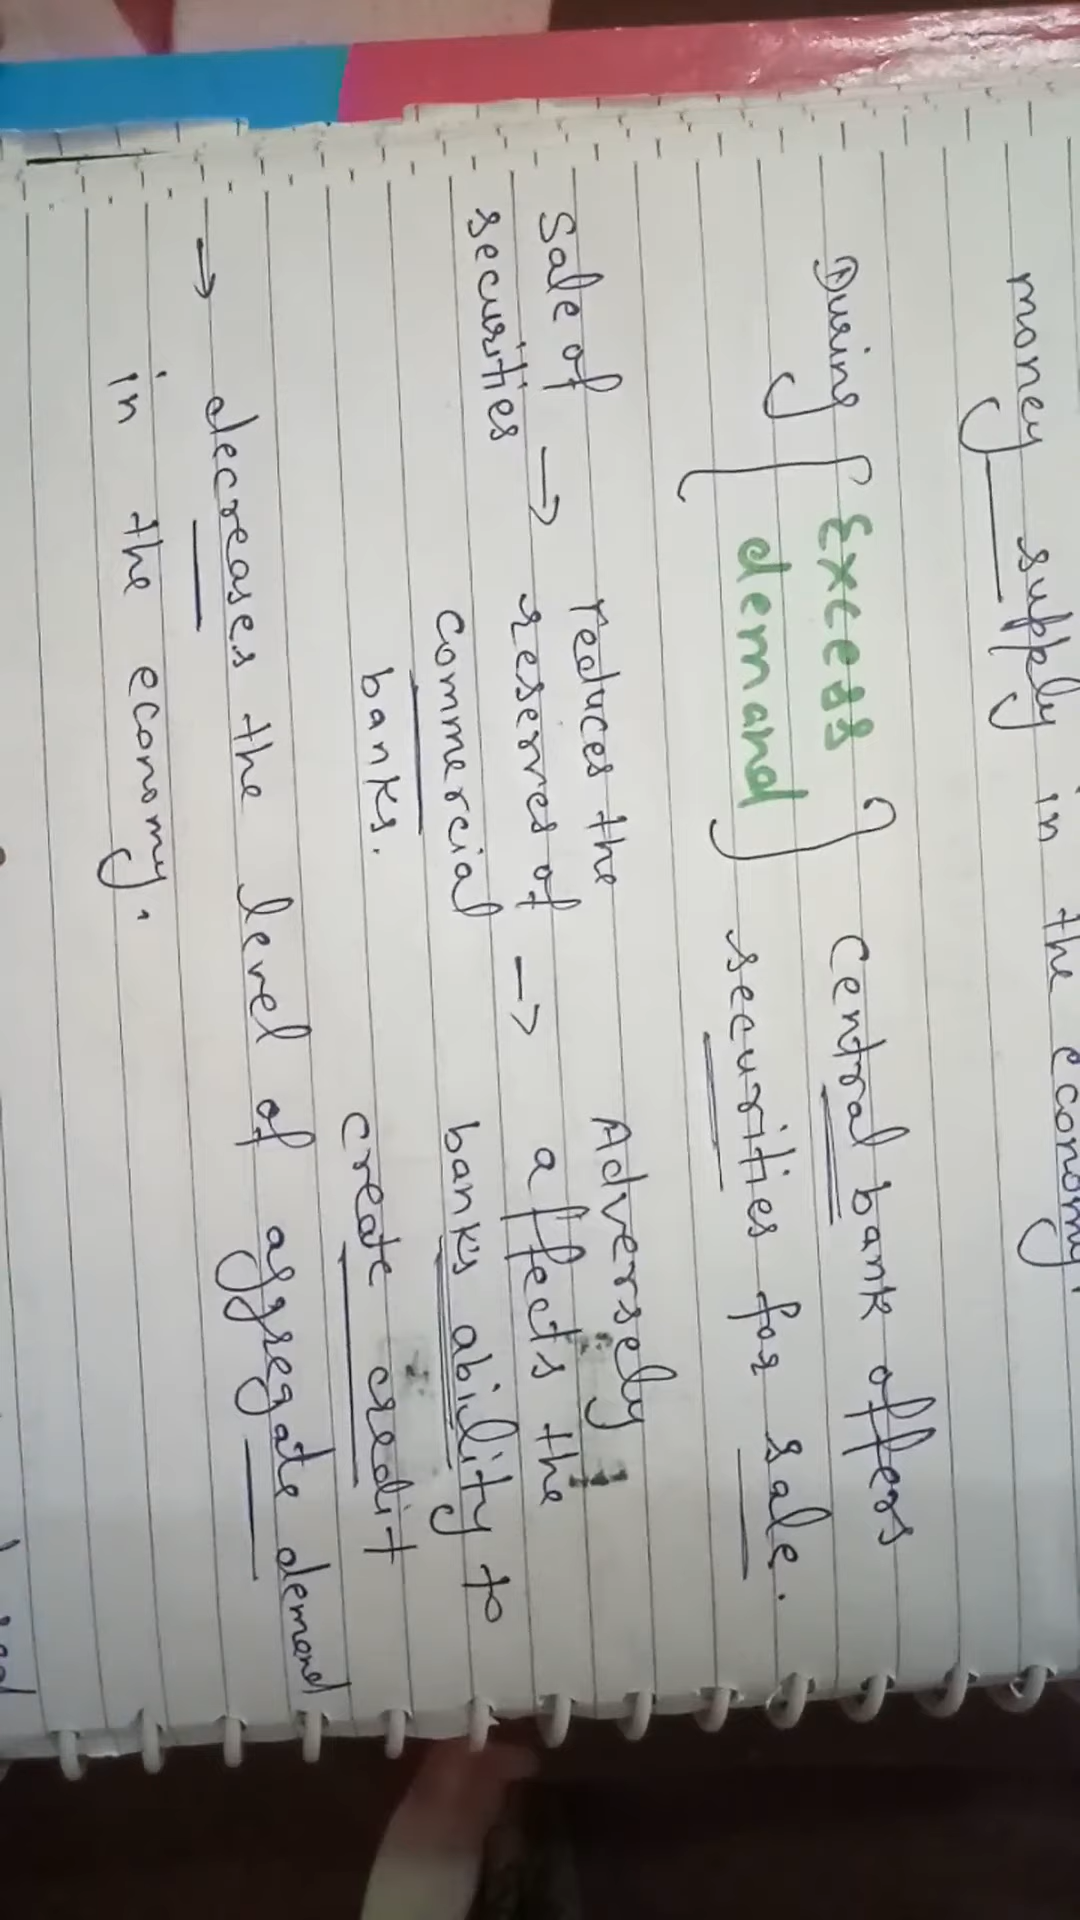 money supply in the economy.
During { Excess } Central bank offers
demand securities for sale.
reduces the Adversely
Sale of → reserves of → affects the
securities commercial banks ability to
banks. create credit
→ decreases the level of aggregate demand
in the economy.